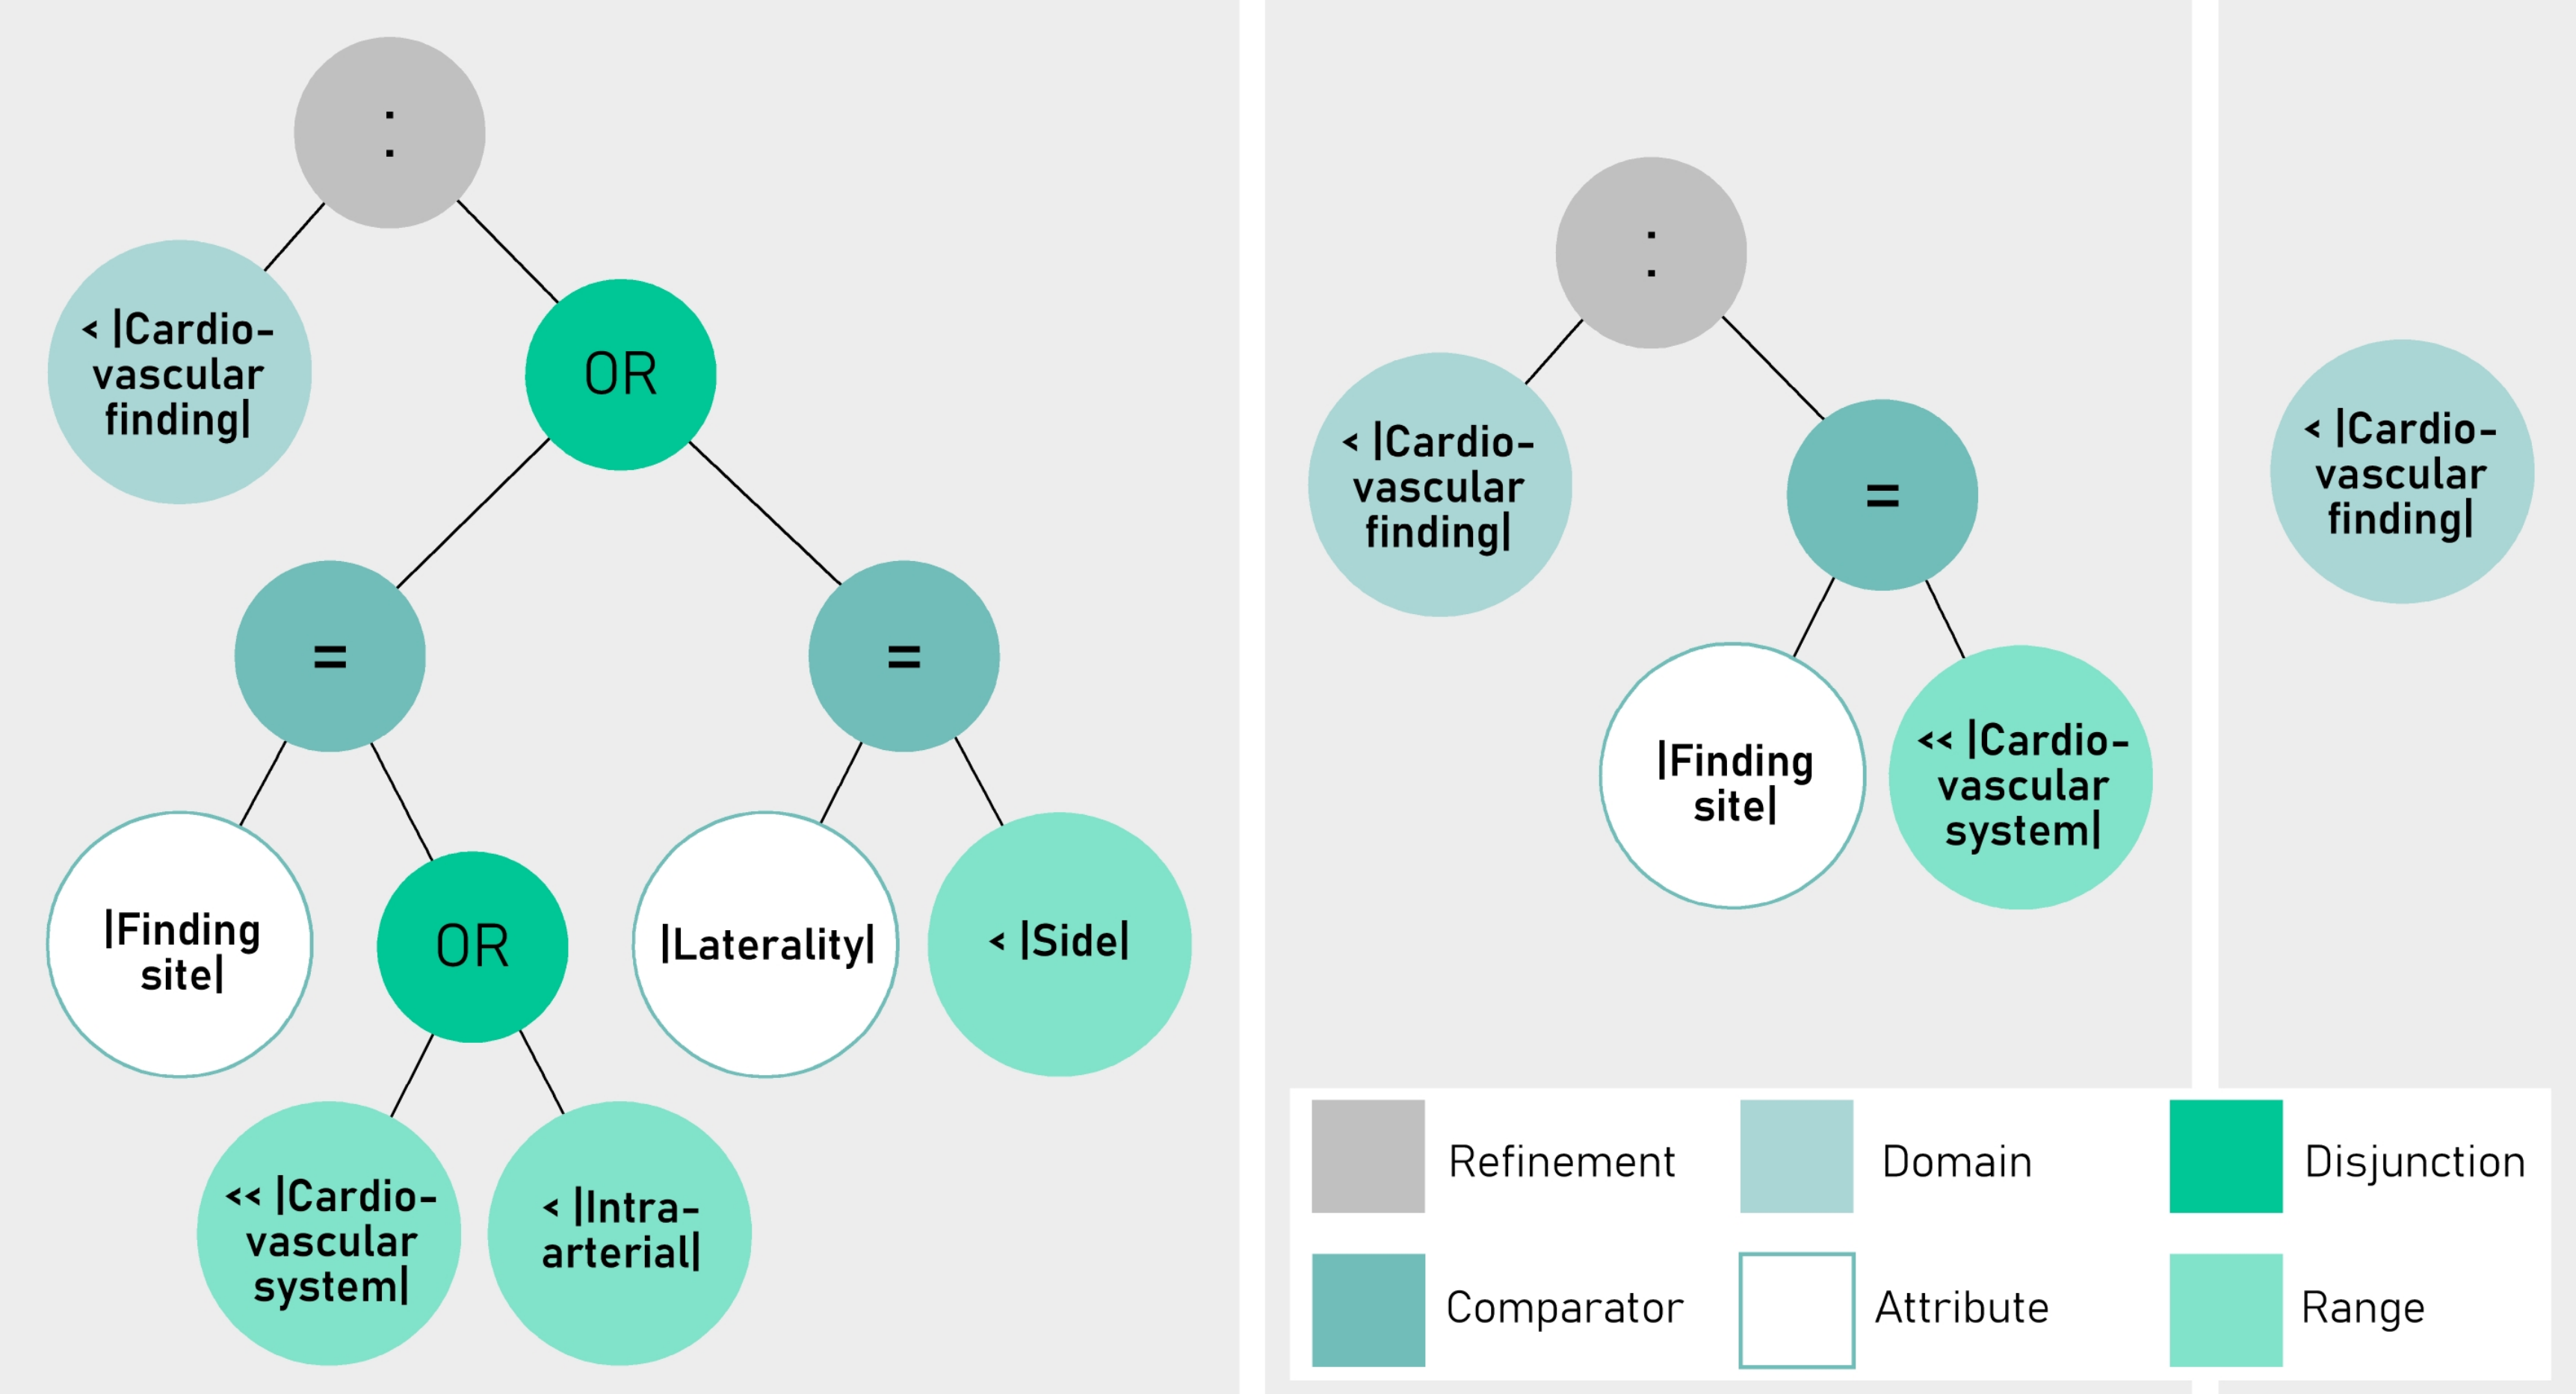 :
< |Cardio-
vascular
finding|
OR
=
=
|Finding
site|
OR
|Laterality|
< |Side|
<< |Cardio-
vascular
system|
< |Intra-
arterial|
:
< |Cardio-
vascular
finding|
=
|Finding
site|
<< |Cardio-
vascular
system|
< |Cardio-
vascular
finding|
Refinement
Domain
Disjunction
Comparator
Attribute
Range